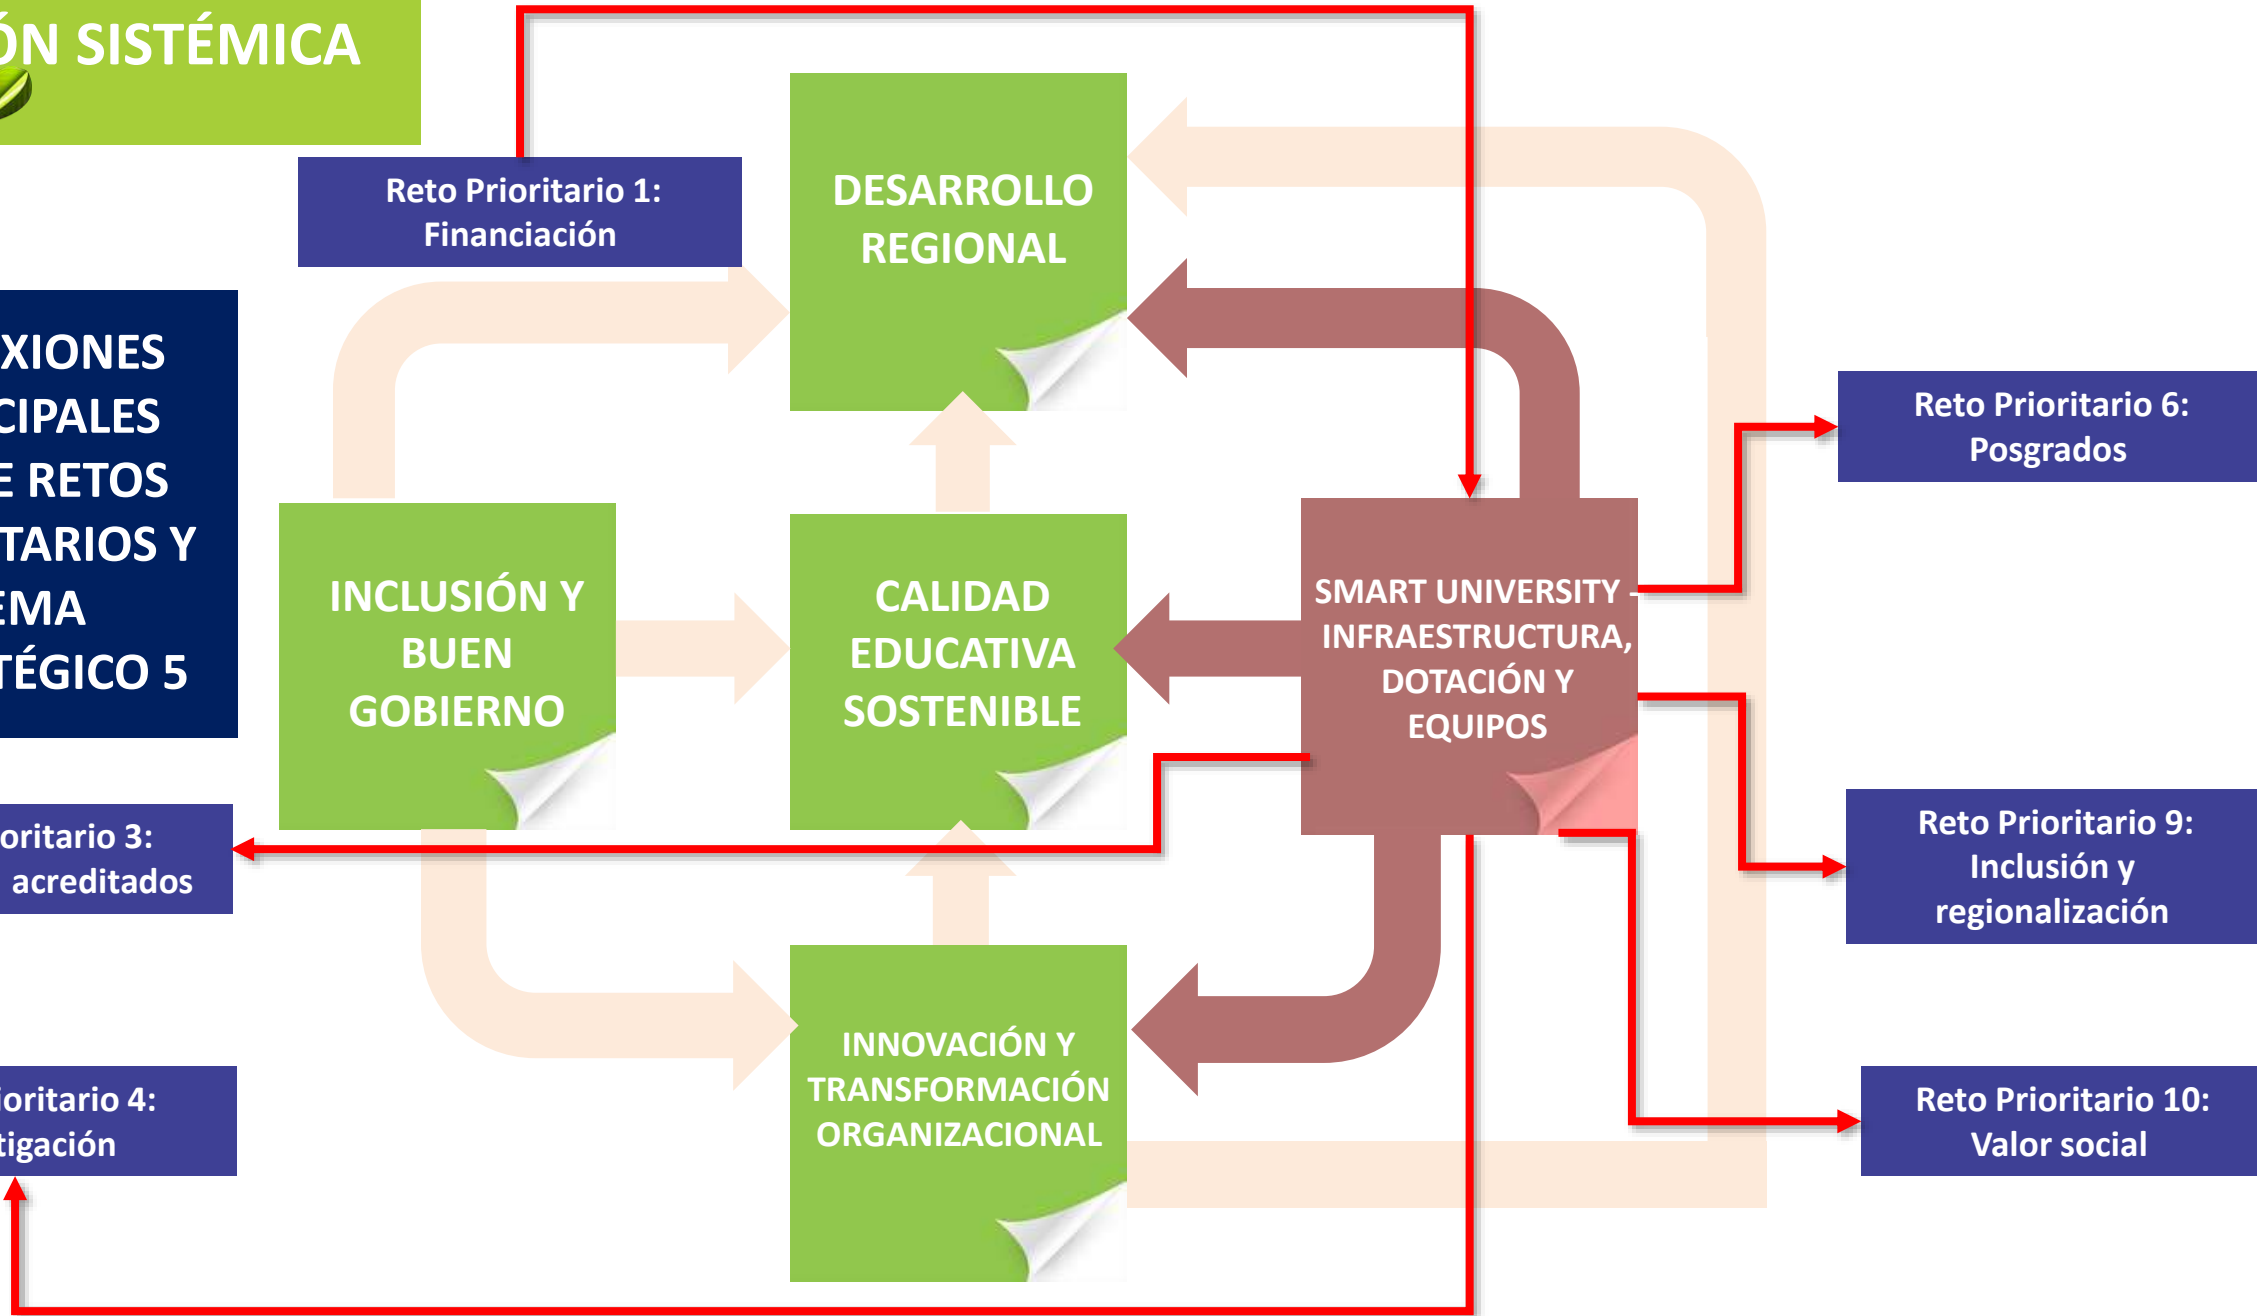 ÓN SISTÉMICA
Reto Prioritario 1:
Financiación
DESARROLLO
REGIONAL
XIONES
CIPALES
E RETOS
TARIOS Y
EMA
TÉGICO 5
Reto Prioritario 6:
Posgrados
INCLUSIÓN Y
BUEN
GOBIERNO
CALIDAD
EDUCATIVA
SOSTENIBLE
SMART UNIVERSITY -
INFRAESTRUCTURA,
DOTACIÓN Y
EQUIPOS
oritario 3:
acreditados
Reto Prioritario 9:
Inclusión y
regionalización
ioritario 4:
tigación
INNOVACIÓN Y
TRANSFORMACIÓN
ORGANIZACIONAL
Reto Prioritario 10:
Valor social